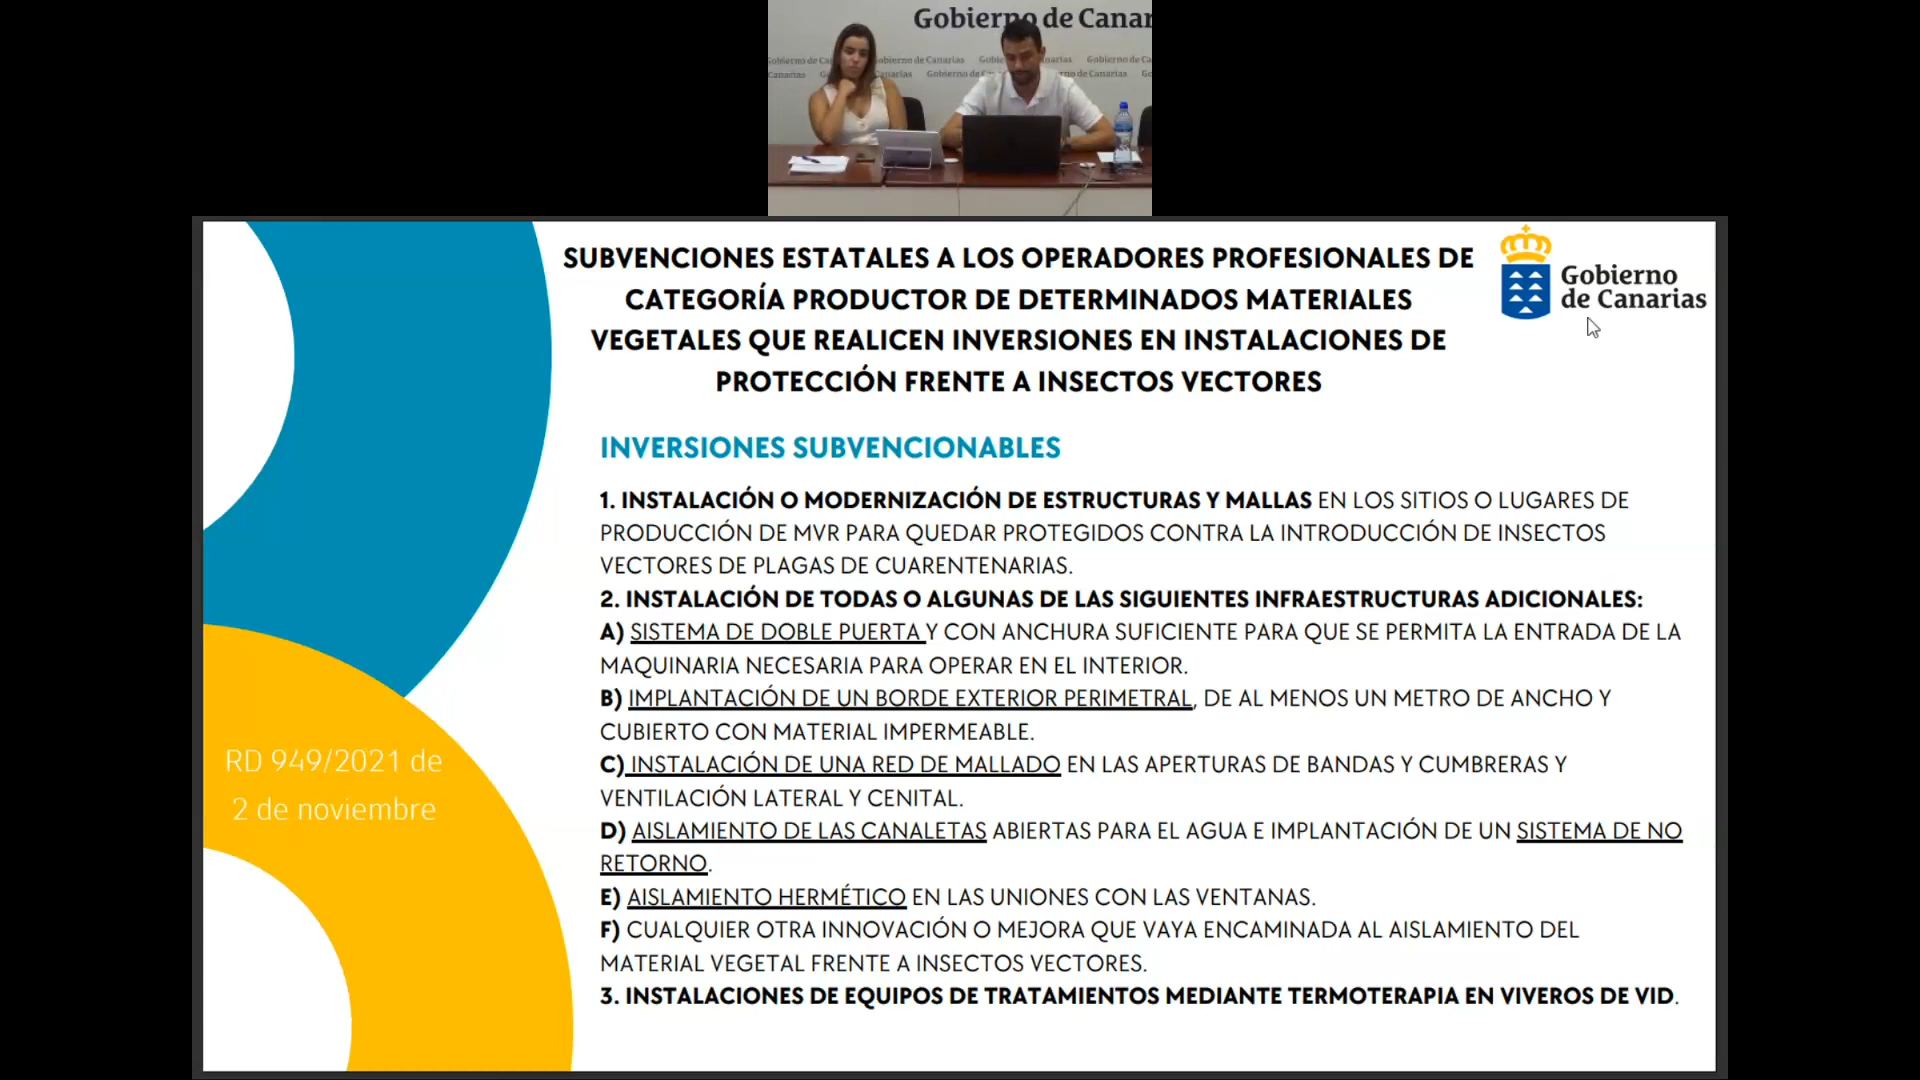 Gobierno de Canar
Gobierno de Canarias
Gobierno de Canarias
SUBVENCIONES ESTATALES A LOS OPERADORES PROFESIONALES DE
CATEGORÍA PRODUCTOR DE DETERMINADOS MATERIALES
VEGETALES QUE REALICEN INVERSIONES EN INSTALACIONES DE
PROTECCIÓN FRENTE A INSECTOS VECTORES
Gobierno
de Canarias
INVERSIONES SUBVENCIONABLES
1. INSTALACIÓN O MODERNIZACIÓN DE ESTRUCTURAS Y MALLAS EN LOS SITIOS O LUGARES DE
PRODUCCIÓN DE MVR PARA QUEDAR PROTEGIDOS CONTRA LA INTRODUCCIÓN DE INSECTOS
VECTORES DE PLAGAS DE CUARENTENARIAS.
2. INSTALACIÓN DE TODAS O ALGUNAS DE LAS SIGUIENTES INFRAESTRUCTURAS ADICIONALES:
A) SISTEMA DE DOBLE PUERTA Y CON ANCHURA SUFICIENTE PARA QUE SE PERMITA LA ENTRADA DE LA
MAQUINARIA NECESARIA PARA OPERAR EN EL INTERIOR.
B) IMPLANTACIÓN DE UN BORDE EXTERIOR PERIMETRAL, DE AL MENOS UN METRO DE ANCHO Y
CUBIERTO CON MATERIAL IMPERMEABLE.
C) INSTALACIÓN DE UNA RED DE MALLADO EN LAS APERTURAS DE BANDAS Y CUMBRERAS Y
VENTILACIÓN LATERAL Y CENITAL.
D) AISLAMIENTO DE LAS CANALETAS ABIERTAS PARA EL AGUA E IMPLANTACIÓN DE UN SISTEMA DE NO
RETORNO.
E) AISLAMIENTO HERMÉTICO EN LAS UNIONES CON LAS VENTANAS.
F) CUALQUIER OTRA INNOVACIÓN O MEJORA QUE VAYA ENCAMINADA AL AISLAMIENTO DEL
MATERIAL VEGETAL FRENTE A INSECTOS VECTORES.
3. INSTALACIONES DE EQUIPOS DE TRATAMIENTOS MEDIANTE TERMOTERAPIA EN VIVEROS DE VID.
RD 949/2021 de
2 de noviembre